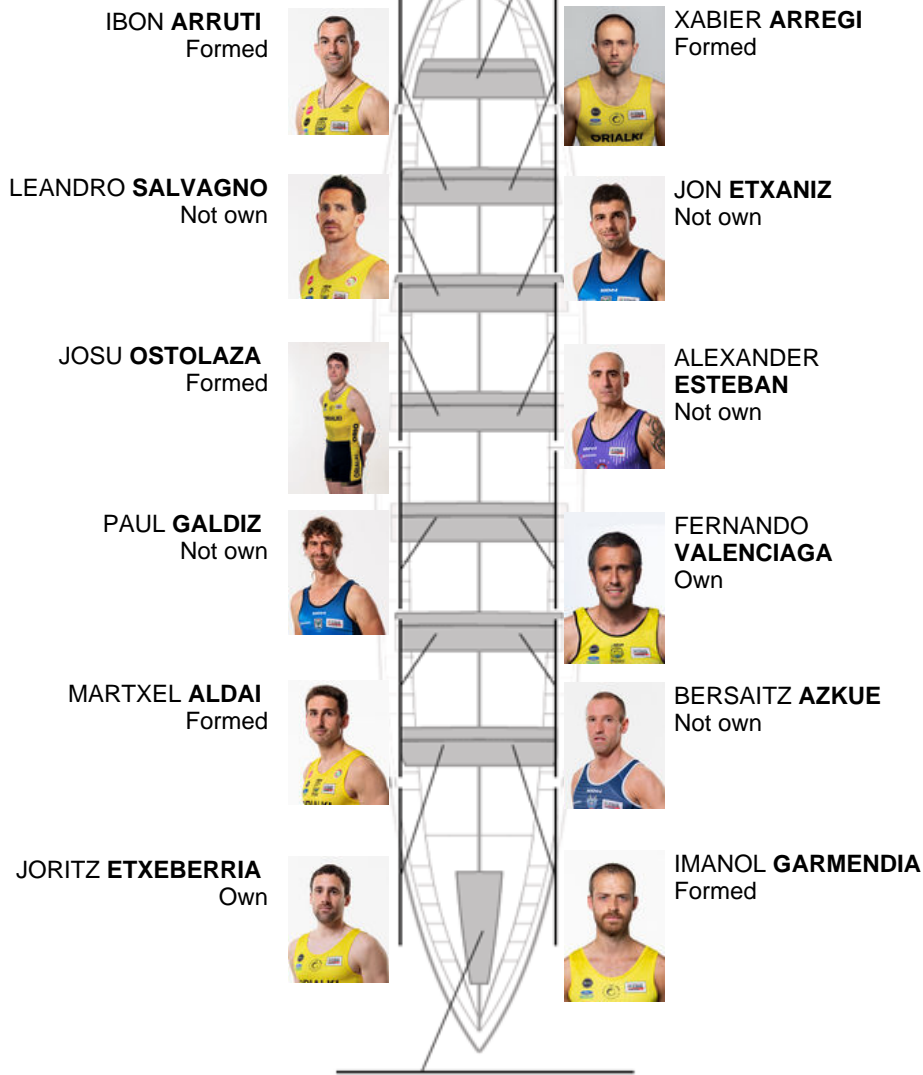 IBON ARRUTI
Formed
XABIER ARREGI
Formed
ORIALKI
LEANDRO SALVAGNO
Not own
JON ETXANIZ
Not own
JOSU OSTOLAZA
Formed
ALEXANDER
ESTEBAN
Not own
PAUL GALDIZ
Not own
FERNANDO
VALENCIAGA
Own
MARTXEL ALDAI
Formed
BERSAITZ AZKUE
Not own
JORITZ ETXEBERRIA
Own
IMANOL GARMENDIA
Formed